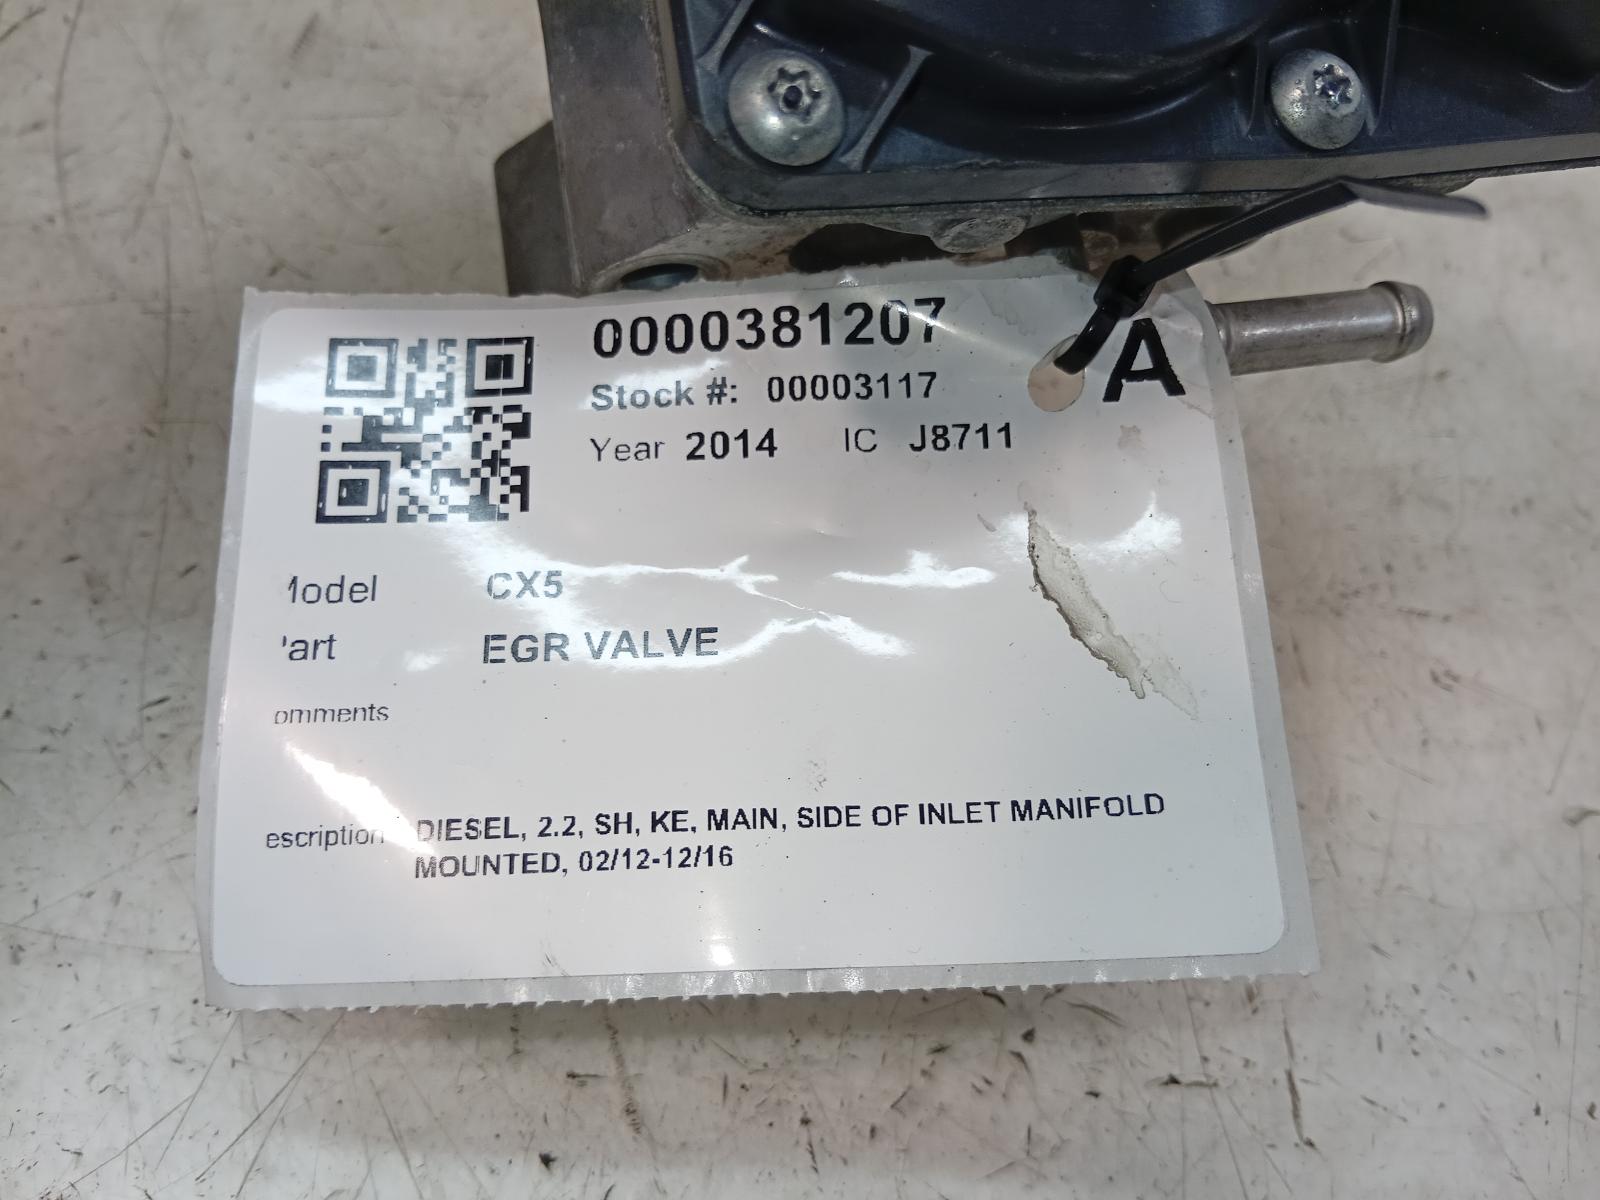 0000381207
A
Stock #: 00003117
Year 2014 IC J8711
Model CX5
Part EGR VALVE
omments
escription DIESEL, 2.2, SH, KE, MAIN, SIDE OF INLET MANIFOLD
MOUNTED, 02/12-12/16